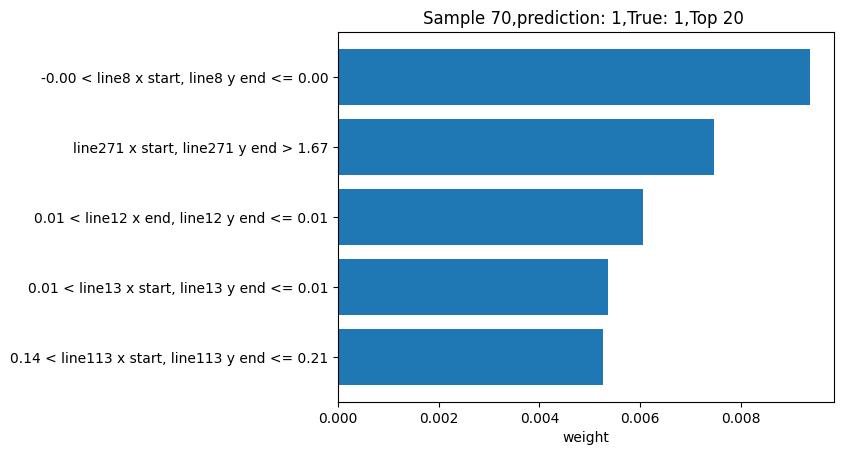 Sample 70,prediction: 1,True: 1,Top 20
-0.00 < line8 x start, line8 y end <= 0.00
line271 x start, line271 y end > 1.67
0.01 < line12 x end, line12 y end <= 0.01
0.01 < line13 x start, line13 y end <= 0.01
0.14 < line113 x start, line113 y end <= 0.21
0.000 0.002 0.004 0.006 0.008
weight